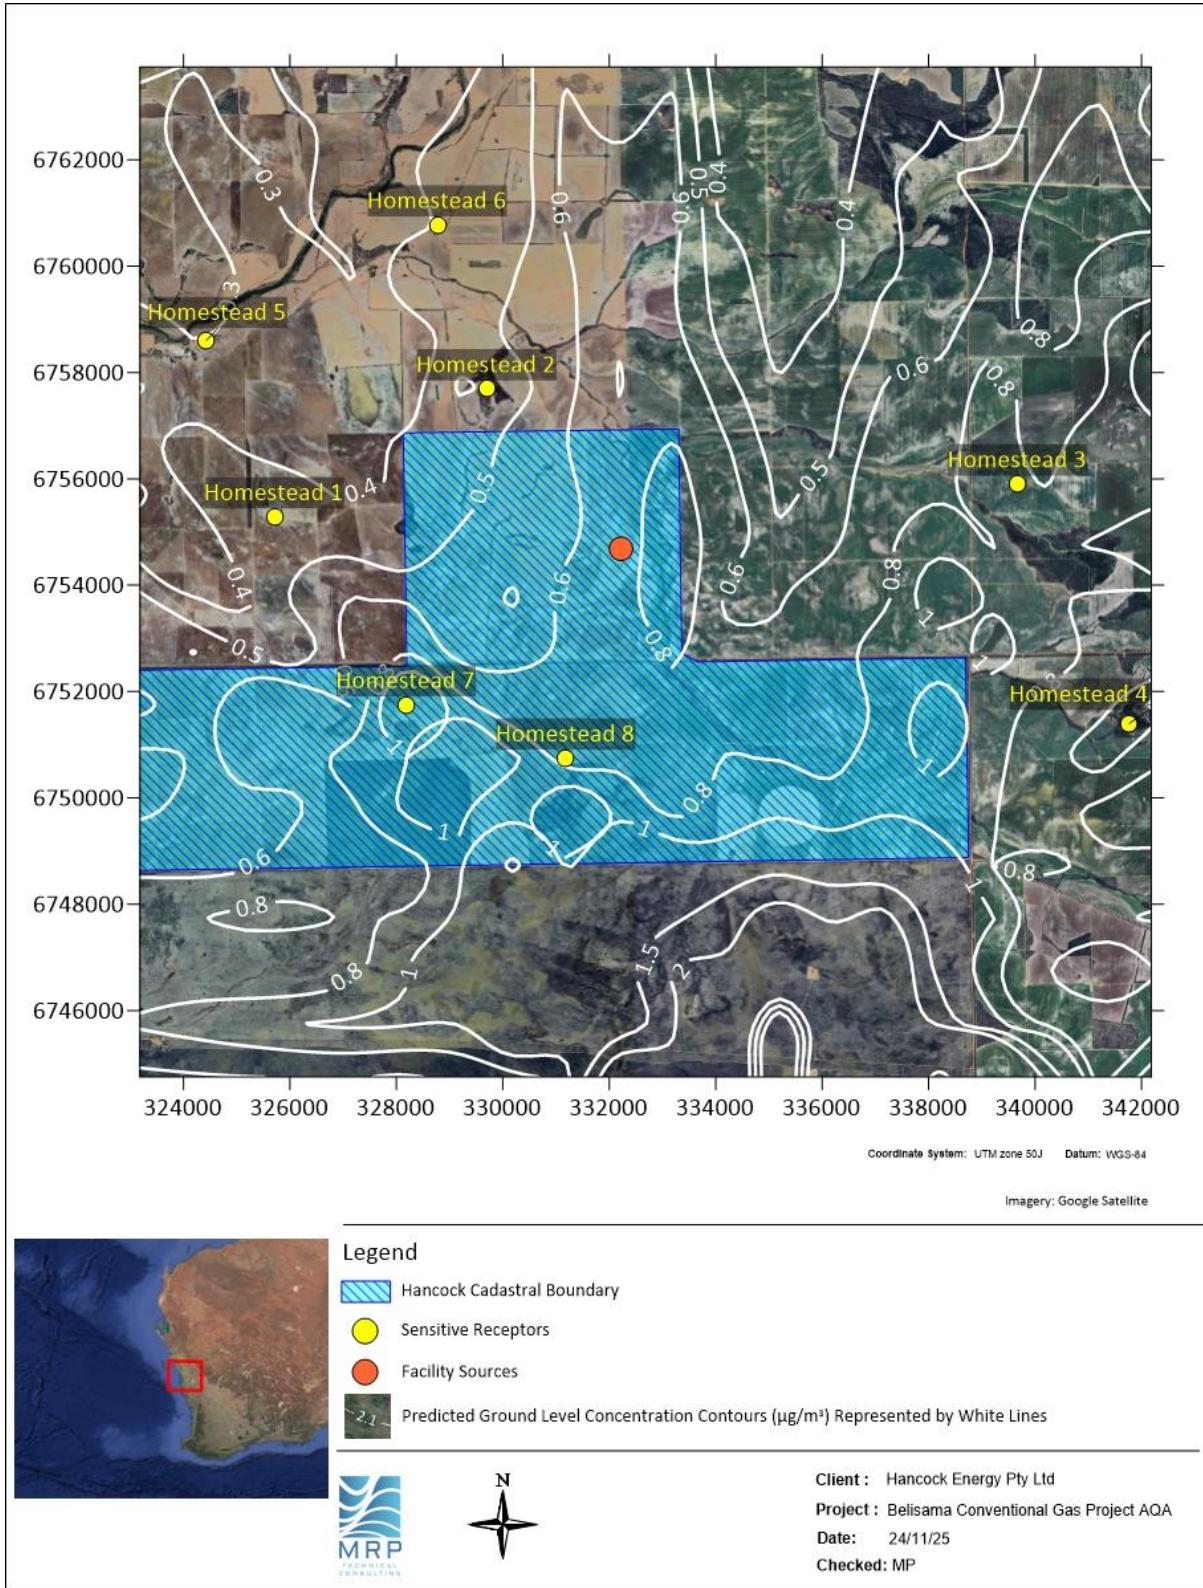 6762000
6760000
6758000
6756000
6754000
6752000
6750000
6748000
6746000
324000 326000 328000 330000 332000 334000 336000 338000 340000 342000
Homestead 6
Homestead 5
Homestead 2
Homestead 3
Homestead 1
Homestead 7
Homestead 4
Homestead 8
0.3
0.6
0.6
0.5
0.4
0.4
0.8
0.6
0.8
0.4
0.5
0.5
0.4
0.6
0.6
0.8
0.5
0.8
1
1
1
1
0.8
1
1
1
0.6
0.8
0.8
1
0.8
1
1.5
2
Coordinate System: UTM zone 50J Datum: WGS-84
Imagery: Google Satellite
Legend
Hancock Cadastral Boundary
Sensitive Receptors
Facility Sources
2.1
Predicted Ground Level Concentration Contours (µg/m³) Represented by White Lines
MRP
TECHNICAL
CONSULTING
N
Client : Hancock Energy Pty Ltd
Project : Belisama Conventional Gas Project AQA
Date: 24/11/25
Checked: MP